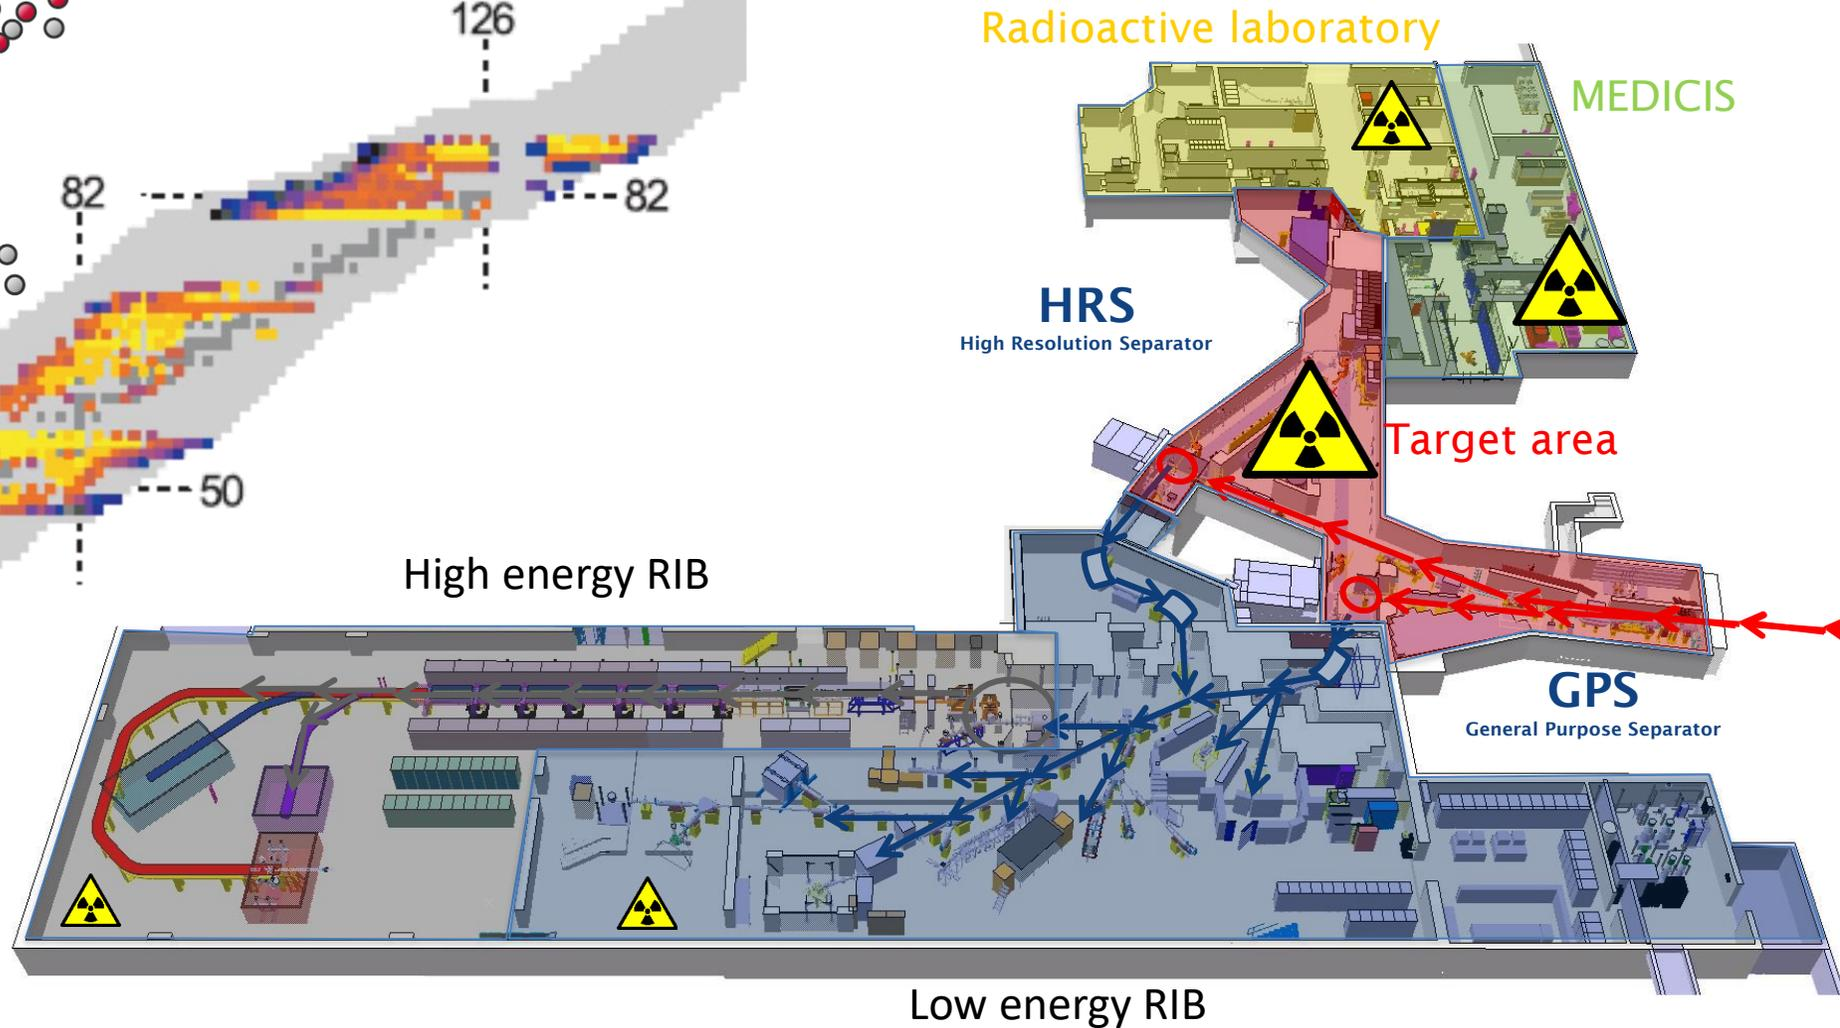 126
82
82
50
Radioactive laboratory
MEDICIS
HRS
High Resolution Separator
Target area
High energy RIB
GPS
General Purpose Separator
Low energy RIB